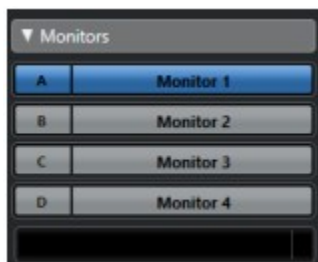 ▼ Monitors
A Monitor 1
B Monitor 2
C Monitor 3
D Monitor 4